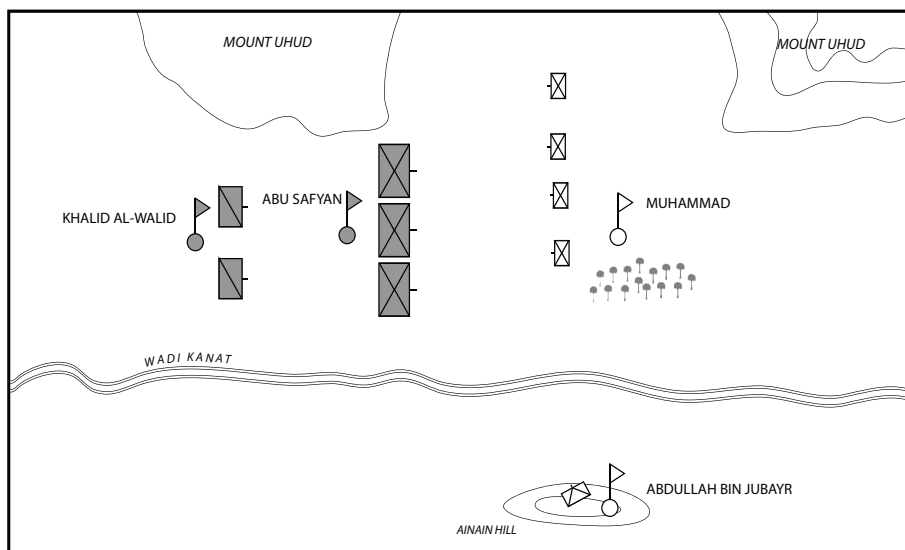 MOUNT UHUD
MOUNT UHUD
KHALID AL-WALID
ABU SAFYAN
MUHAMMAD
WADI KANAT
ABDULLAH BIN JUBAYR
AINAIN HILL